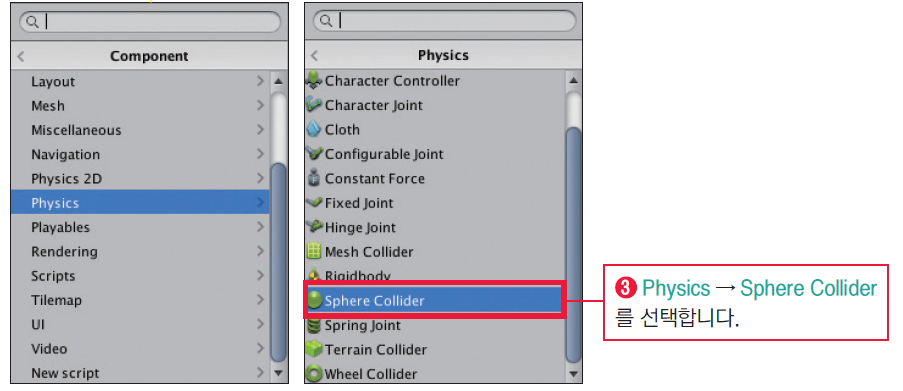 Component
Layout
Mesh
Miscellaneous
Navigation
Physics 2D
Physics
Playables
Rendering
Scripts
Tilemap
UI
Video
New script
Physics
Character Controller
Character Joint
Cloth
Configurable Joint
Constant Force
Fixed Joint
Hinge Joint
Mesh Collider
Rigidbody
Sphere Collider
Spring Joint
Terrain Collider
Wheel Collider
❸ Physics → Sphere Collider
를 선택합니다.